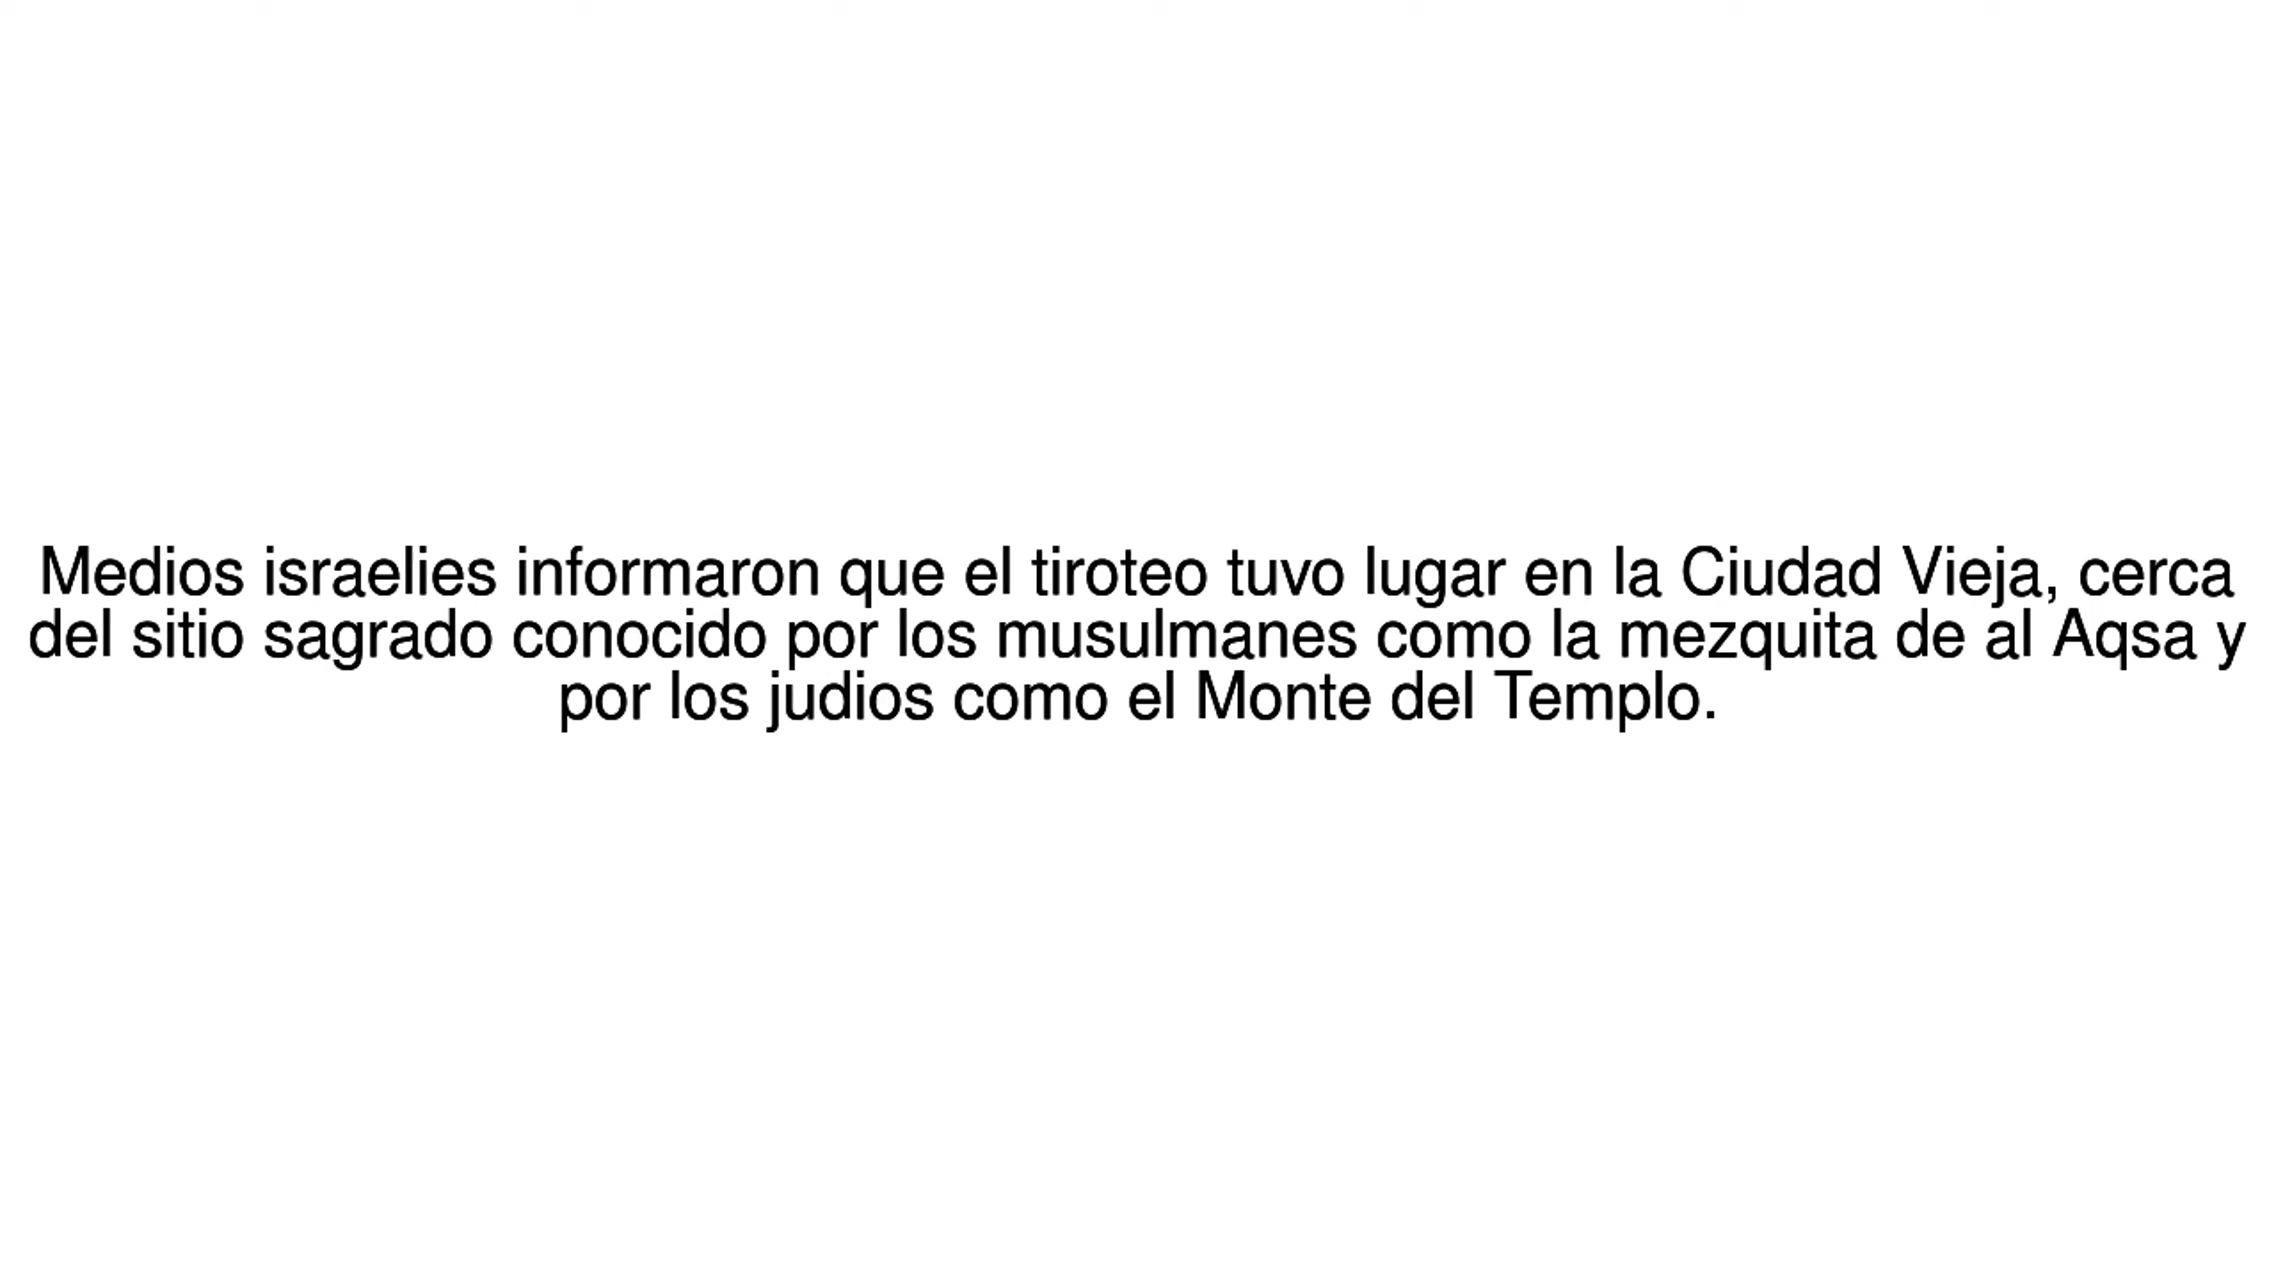 Medios israelies informaron que el tiroteo tuvo lugar en la Ciudad Vieja, cerca
del sitio sagrado conocido por los musulmanes como la mezquita de al Aqsa y
por los judios como el Monte del Templo.